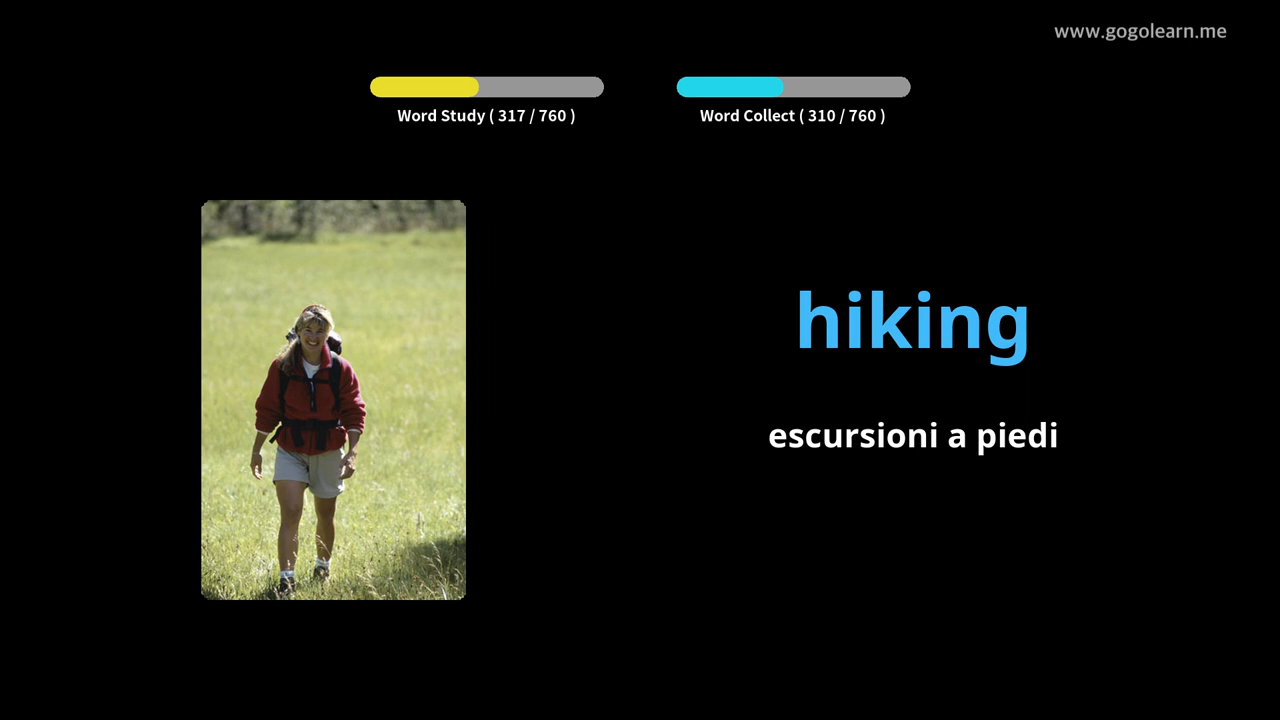 www.gogolearn.me
Word Study ( 317 / 760 )
Word Collect ( 310 / 760 )
hiking
escursioni a piedi